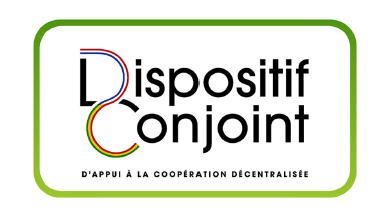 Dispositif
Conjoint
D'APPUI À LA COOPÉRATION DÉCENTRALISÉE